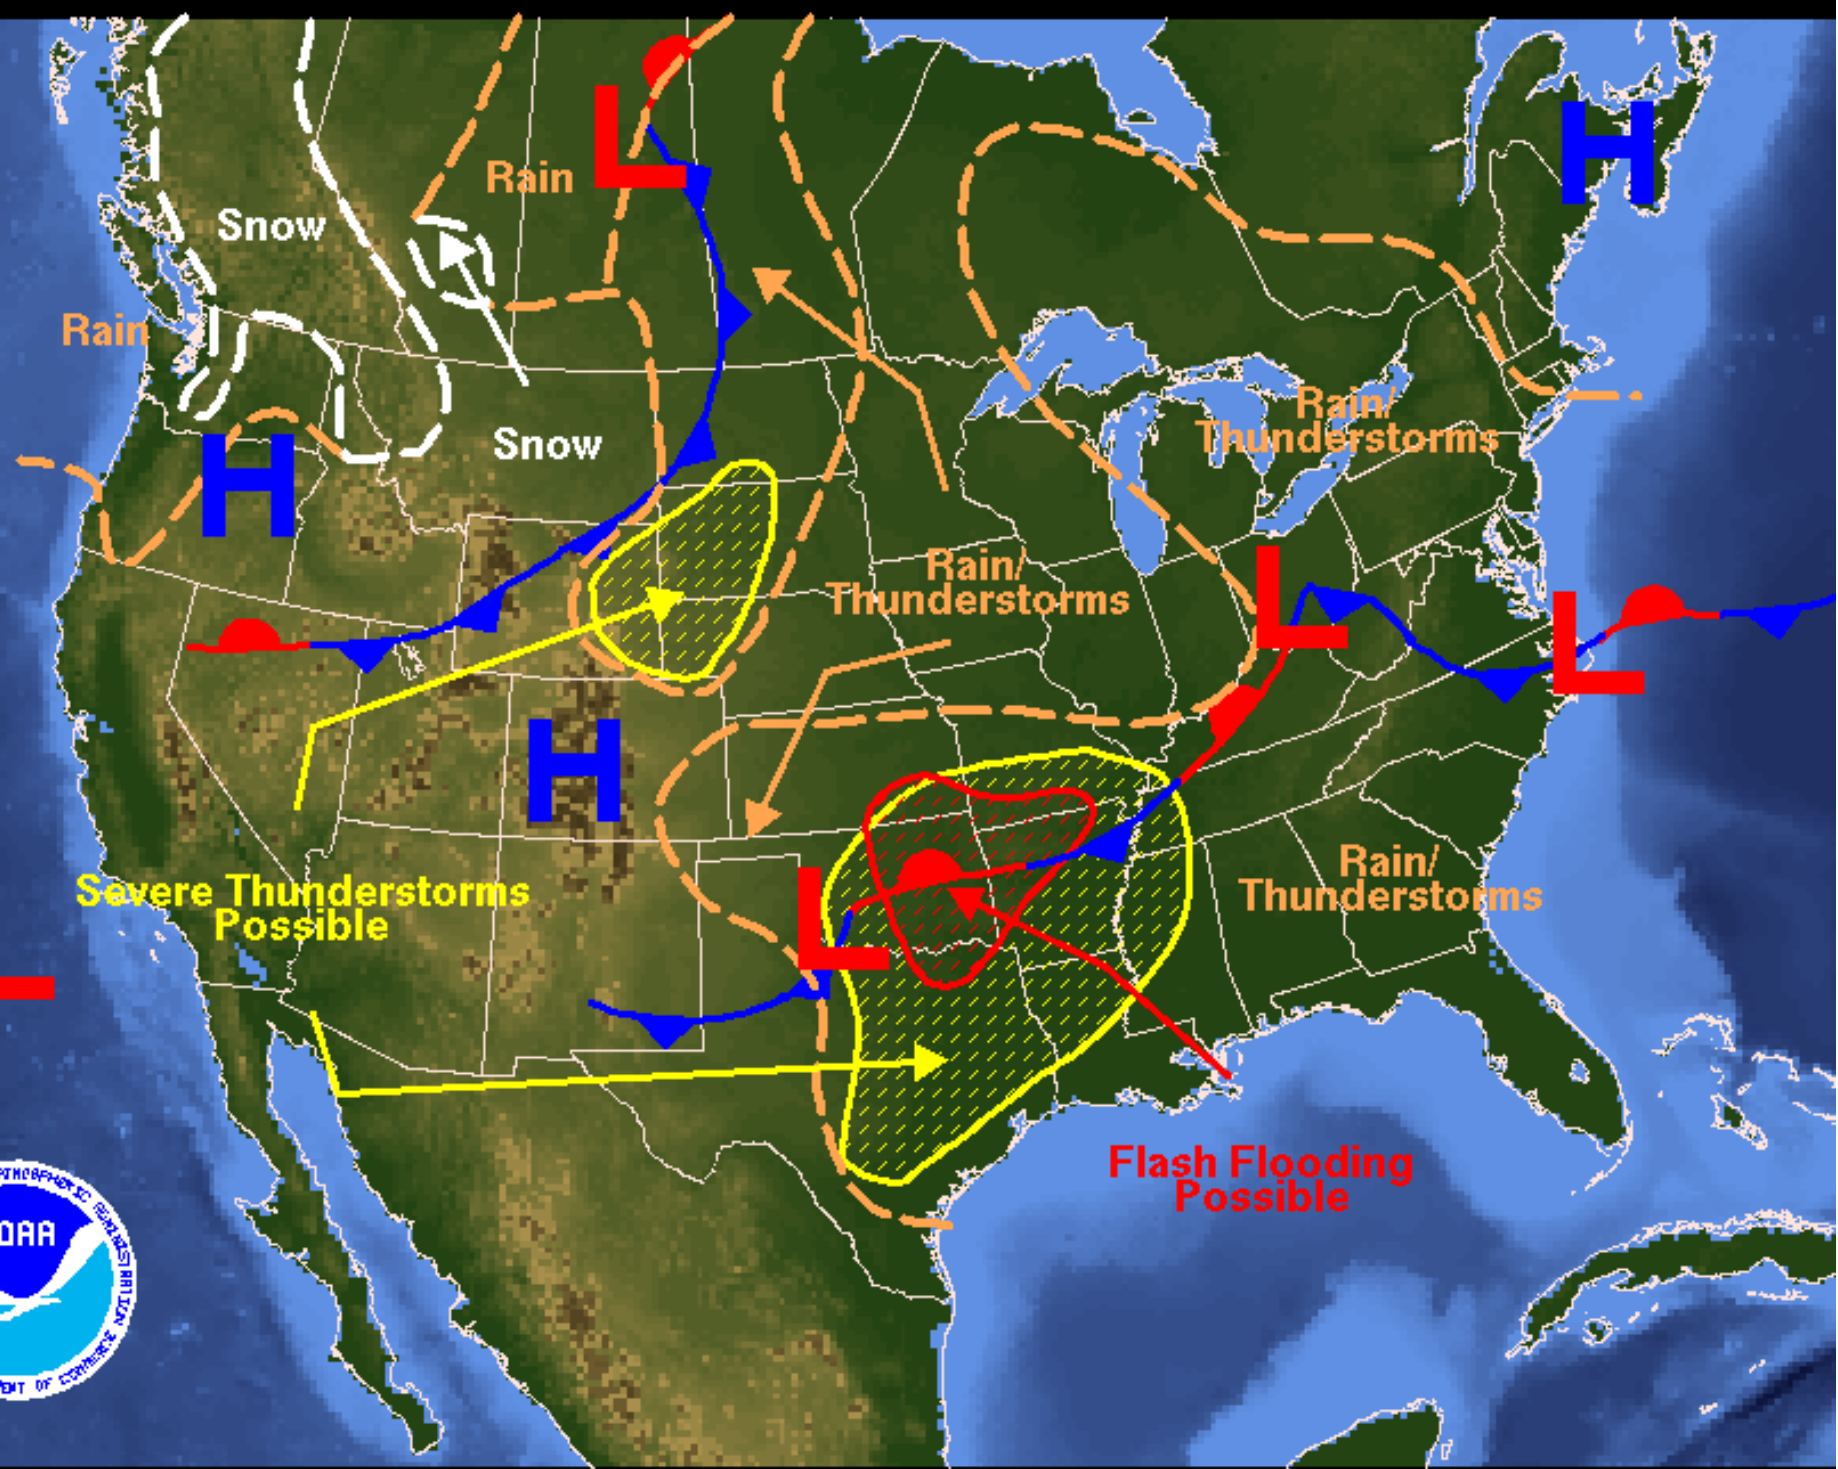 H
L
Rain
Snow
Rain
Rain/
Thunderstorms
Snow
H
Rain/
Thunderstorms
L
L
H
Rain/
Thunderstorms
L
Severe Thunderstorms
Possible
Flash Flooding
Possible